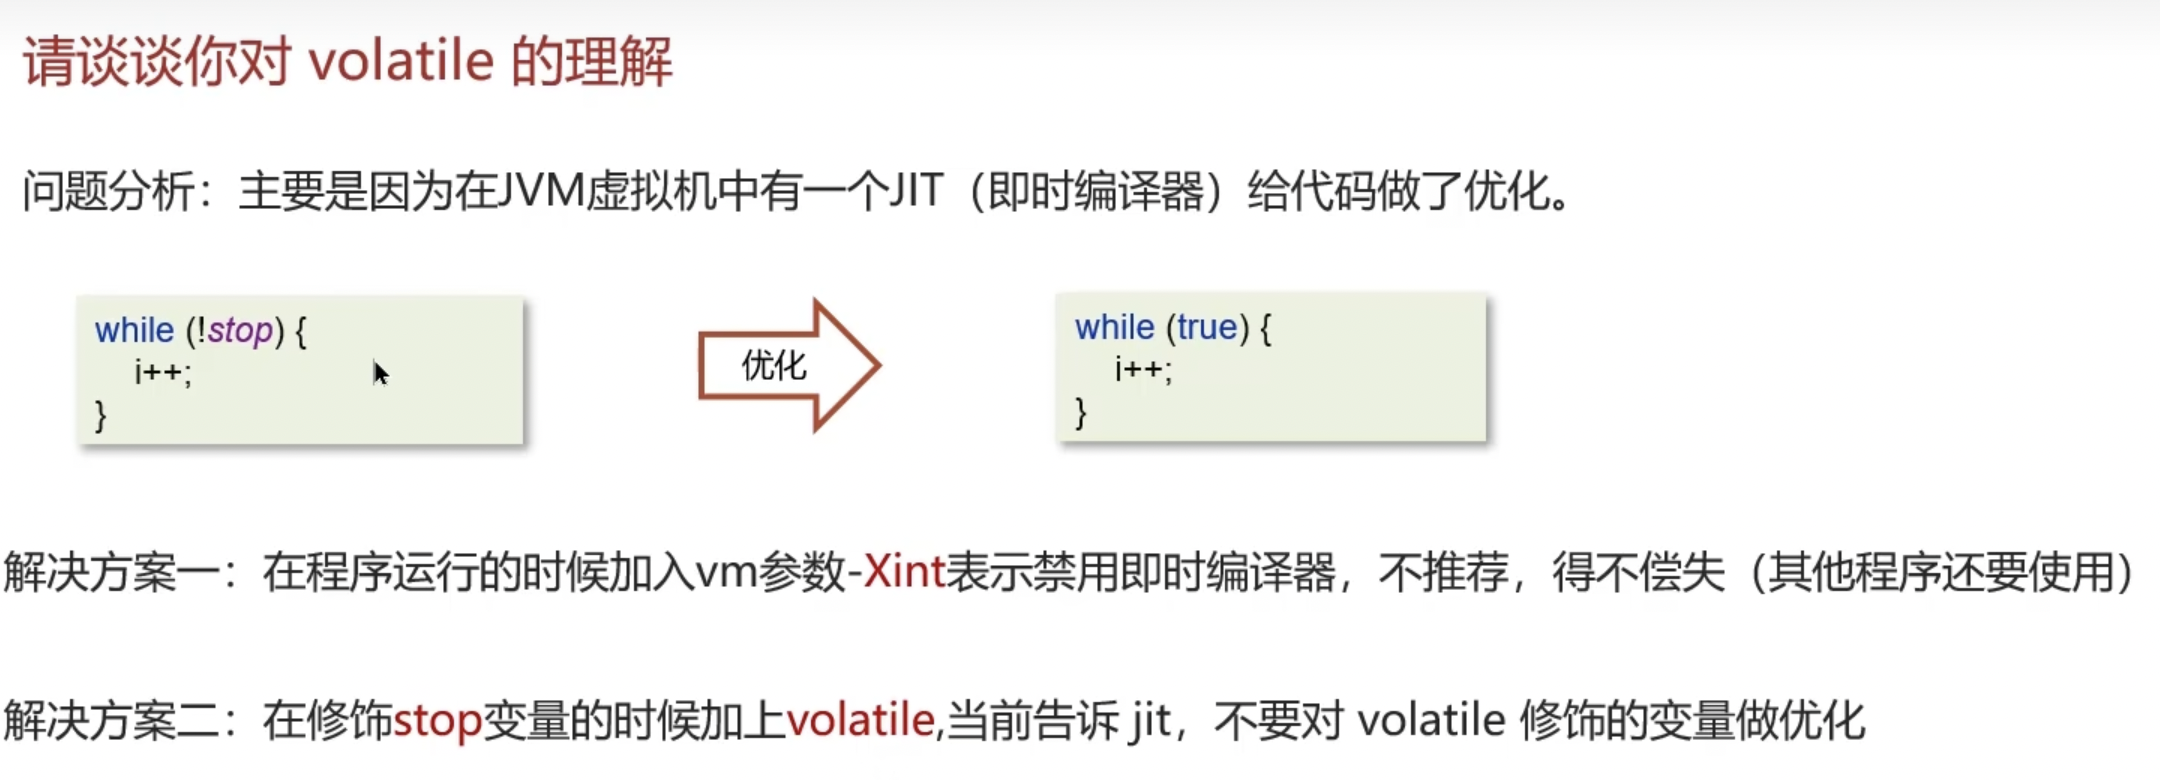 请谈谈你对 volatile 的理解
问题分析：主要是因为在JVM虚拟机中有一个JIT（即时编译器）给代码做了优化。
while (!stop) {
i++;
}
优化
while (true) {
i++;
}
解决方案一：在程序运行的时候加入vm参数-Xint表示禁用即时编译器，不推荐，得不偿失（其他程序还要使用）
解决方案二：在修饰stop变量的时候加上volatile,当前告诉 jit，不要对 volatile 修饰的变量做优化